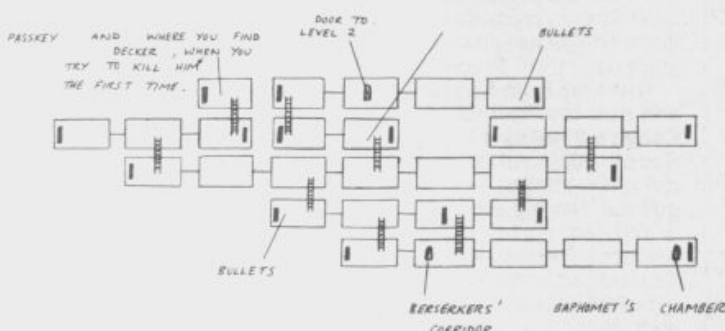 PASSKEY AND WHERE YOU FIND
DECKER, WHEN YOU
TRY TO KILL HIM
THE FIRST TIME.
DOOR TO
LEVEL 2
BULLETS
BULLETS
BERSERKERS'
CORRIDOR
BAPHOMET'S CHAMBER